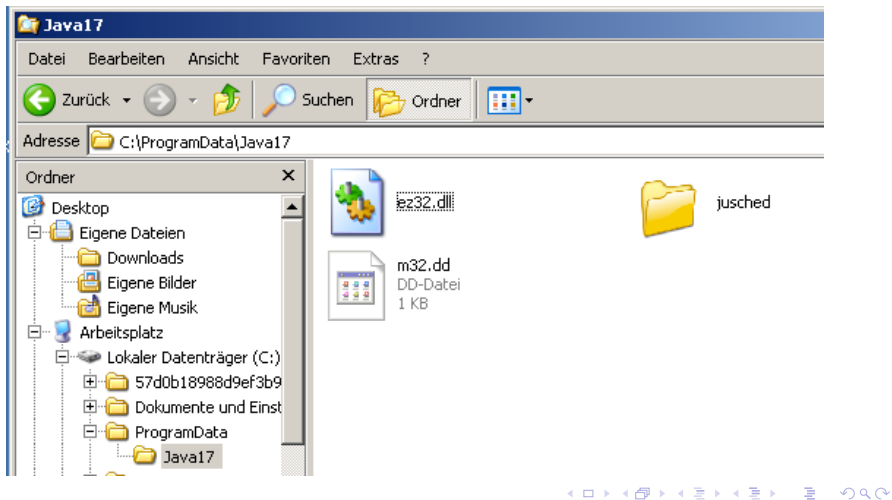 Java17
Datei Bearbeiten Ansicht Favoriten Extras ?
Zurück Suchen Ordner
Adresse C:\ProgramData\Java17
Ordner
Desktop
Eigene Dateien
Downloads
Eigene Bilder
Eigene Musik
Arbeitsplatz
Lokaler Datenträger (C:)
57d0b18988d9ef3b9
Dokumente und Einst
ProgramData
Java17
ez32.dll
jusched
m32.dd
DD-Datei
1 KB